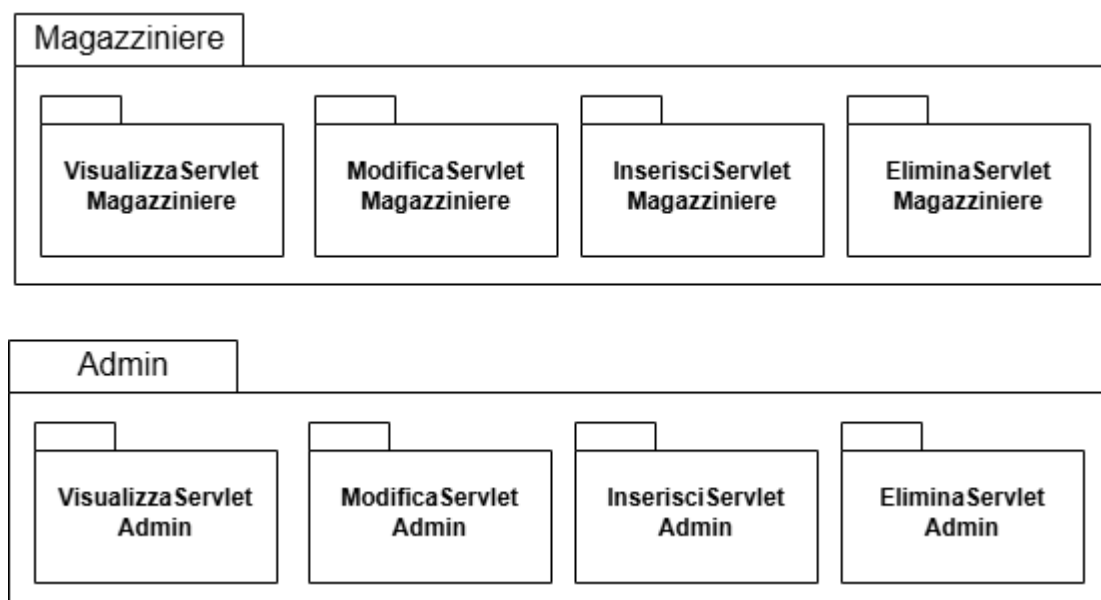 Magazziniere
VisualizzaServlet
Magazziniere
ModificaServlet
Magazziniere
InserisciServlet
Magazziniere
EliminaServlet
Magazziniere
Admin
VisualizzaServlet
Admin
ModificaServlet
Admin
InserisciServlet
Admin
EliminaServlet
Admin